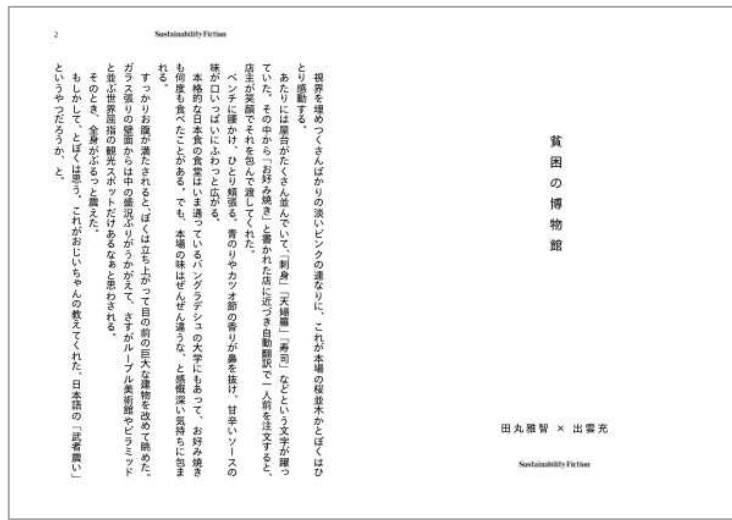 貧困の博物館
田丸雅智 × 出雲充
Sustainability Fiction
2
Sustainability Fiction
視界を埋めつくさんばかりの淡いピンクの連なりに、これが本場の桜並木かとぼくはひ
とり感動する。
あたりには屋台がたくさん並んでいて、「刺身」「天婦羅」「寿司」などという文字が躍っ
ていた。その中から「お好み焼き」と書かれた店に近づき自動翻訳で一人前を注文すると、
店主が笑顔でそれを包んで渡してくれた。
ベンチに腰かけ、ひとり頬張る。青のりやカツオ節の香りが鼻を抜け、甘辛いソースの
味が口いっぱいにふわっと広がる。
本格的な日本食の食堂はいま通っているバングラデシュの大学にもあって、お好み焼き
も何度も食べたことがある。でも、本場の味はぜんぜん違うな、と感慨深い気持ちに包ま
れる。
すっかりお腹が満たされると、ぼくは立ち上がって目の前の巨大な建物を改めて眺めた。
ガラス張りの壁面からは中の盛況ぶりがうかがえて、さすがルーブル美術館やピラミッド
と並ぶ世界屈指の観光スポットだけあるなぁと思わされる。
そのとき、全身がぶるっと震えた。
もしかして、とぼくは思う。これがおじいちゃんの教えてくれた、日本語の「武者震い」
というやつだろうか、と。